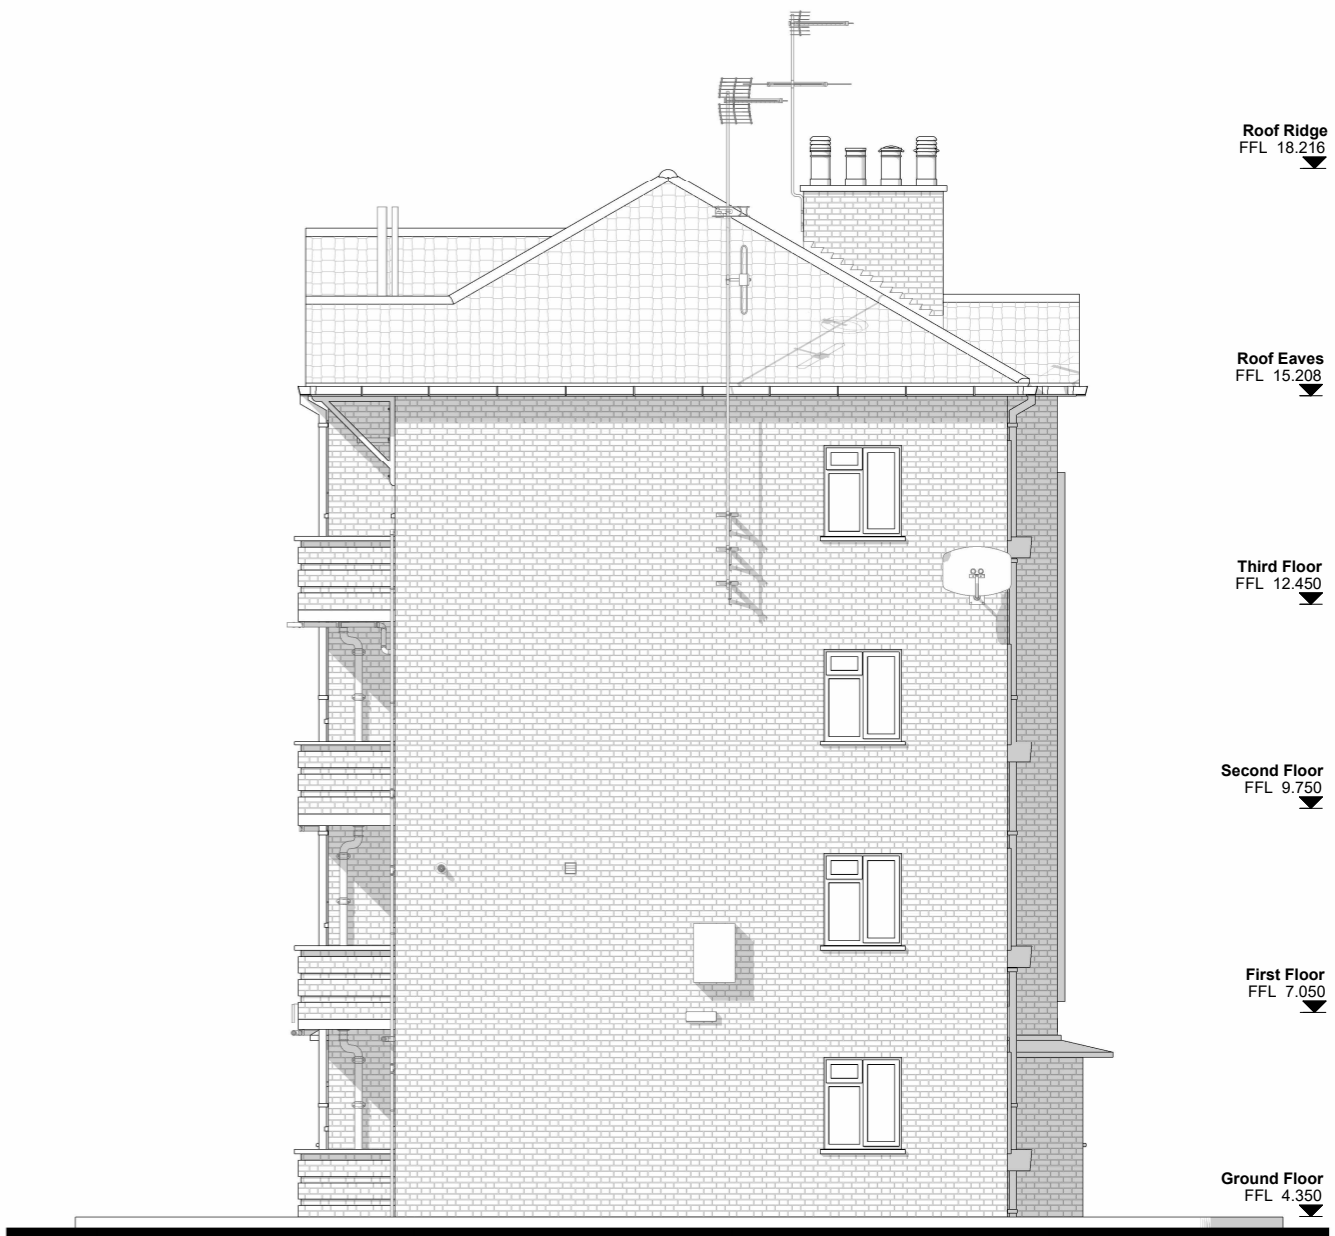 Roof Ridge
FFL 18.216
Roof Eaves
FFL 15.208
Third Floor
FFL 12.450
Second Floor
FFL 9.750
First Floor
FFL 7.050
Ground Floor
FFL 4.350